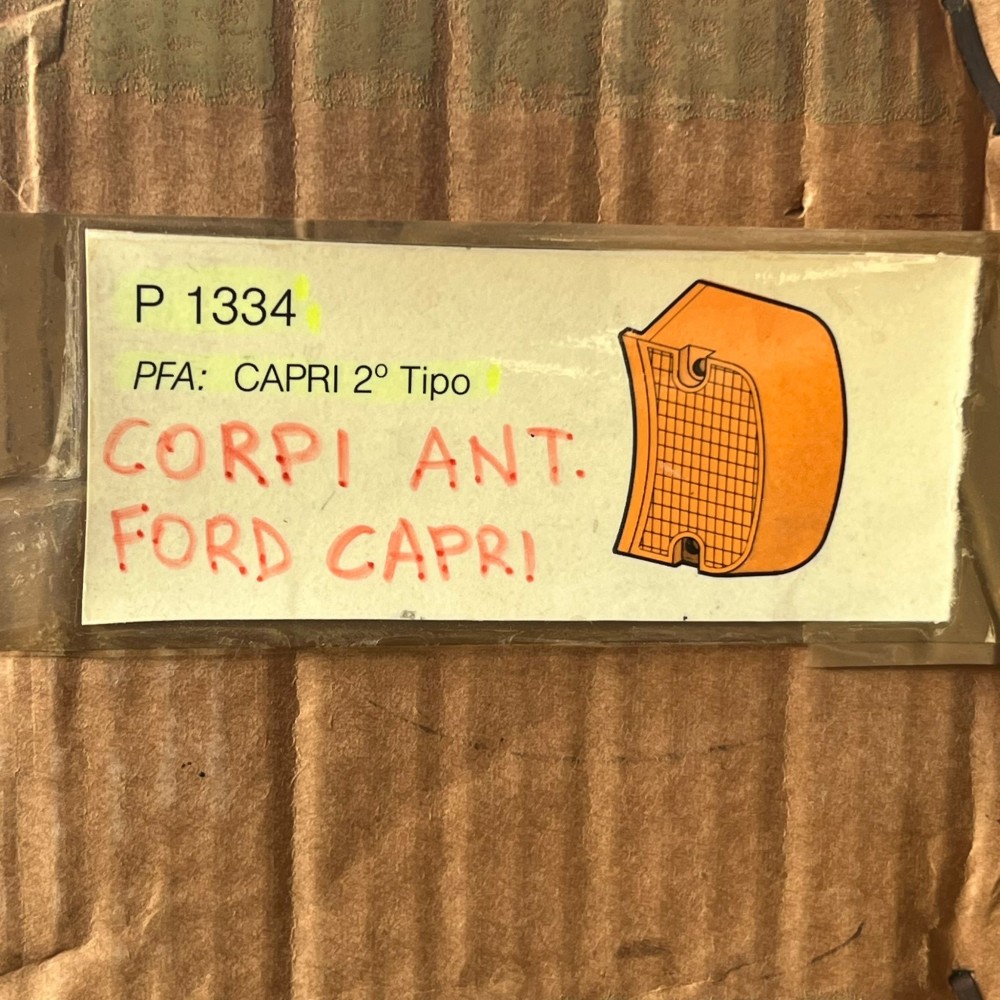 P 1334
PFA: CAPRI 2º Tipo
CORPI ANT.
FORD CAPRI